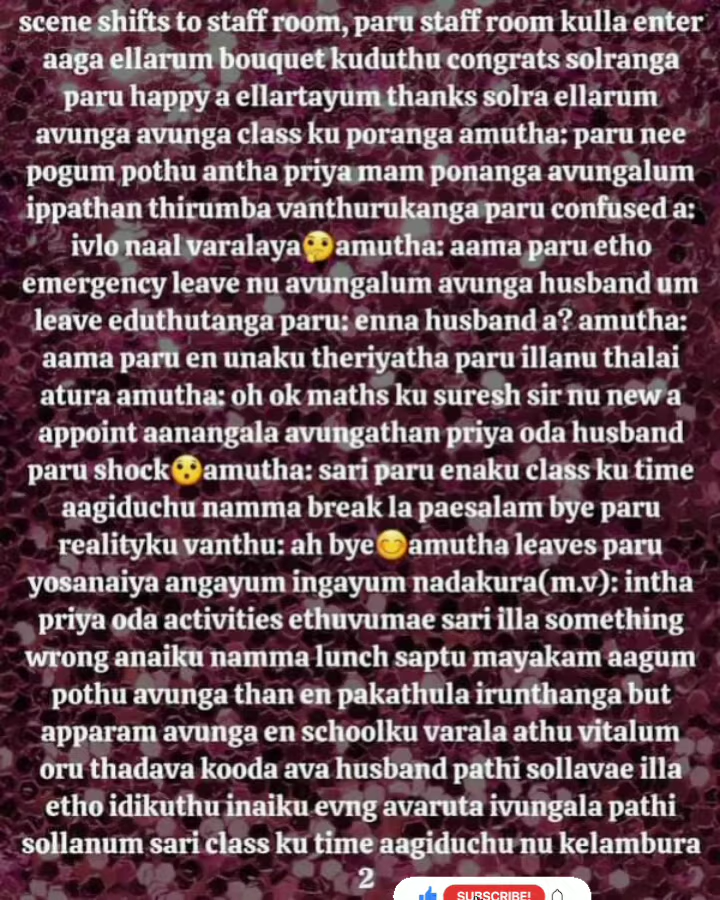 scene shifts to staff room, paru staff room kulla enter
aaga ellarum bouquet kuduthu congrats solranga
paru happy a ellartayum thanks solra ellarum
avunga avunga class ku poranga amutha: paru nee
pogum pothu antha priya mam ponanga avungalum
ippathan thirumba vanthurukanga paru confused a:
ivlo naal varalaya🤔amutha: aama paru etho
emergency leave nu avungalum avunga husband um
leave eduthutanga paru: enna husband a? amutha:
aama paru en unaku theriyatha paru illanu thalai
atura amutha: oh ok maths ku suresh sir nu new a
appoint aanangala avungathan priya oda husband
paru shock😯amutha: sari paru enaku class ku time
aagiduchu namma break la paesalam bye paru
realityku vanthu: ah bye😊amutha leaves paru
yosanaiya angayum ingayum nadakura(m.v): intha
priya oda activities ethuvumae sari illa something
wrong anaiku namma lunch saptu mayakam aagum
pothu avunga than en pakathula irunthanga but
apparam avunga en schoolku varala athu vitalum
oru thadava kooda ava husband pathi sollavae illa
etho idikuthu inaiku evng avaruta ivungala pathi
sollanum sari class ku time aagiduchu nu kelambura
2
SUBSCRIBE!